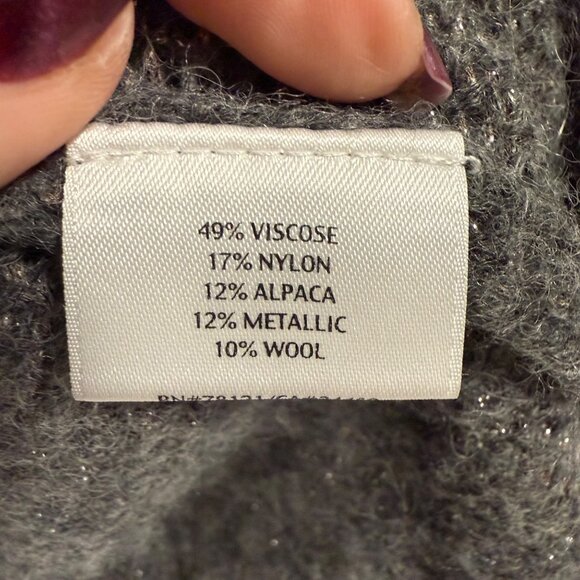 49% VISCOSE
17% NYLON
12% ALPACA
12% METALLIC
10% WOOL